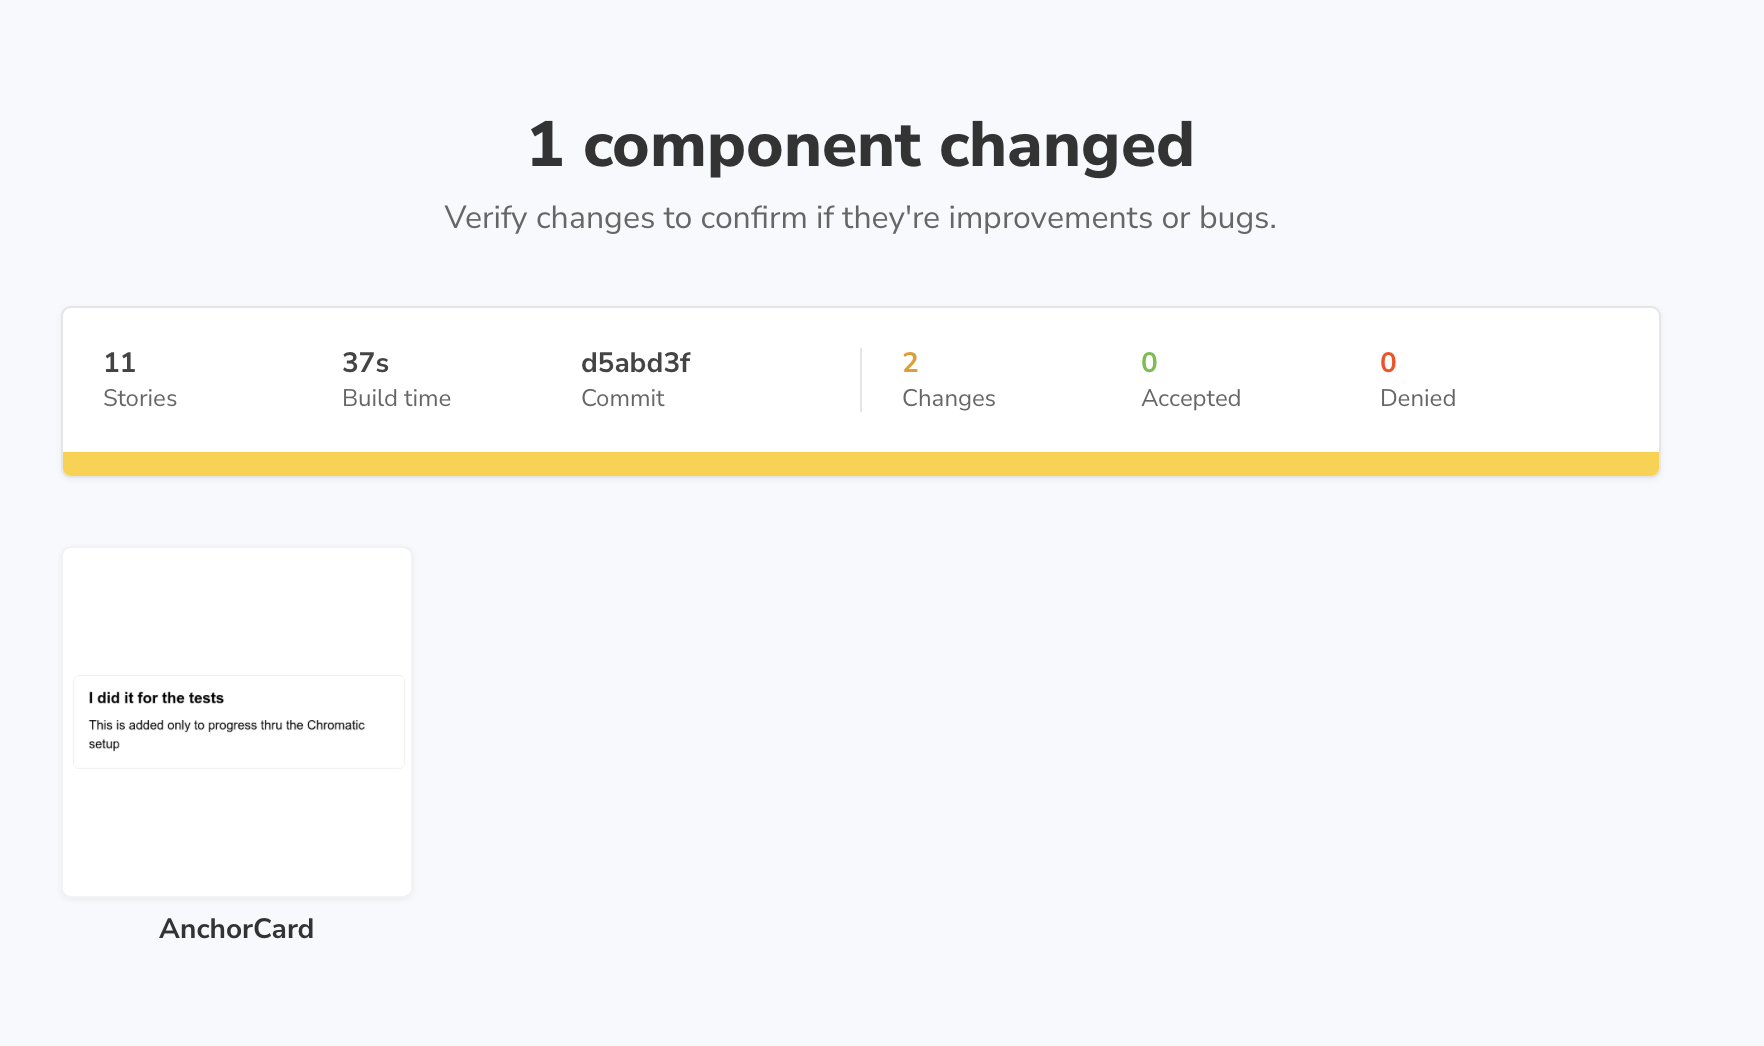 1 component changed
Verify changes to confirm if they're improvements or bugs.
11
Stories
37s
Build time
d5abd3f
Commit
2
Changes
0
Accepted
0
Denied
I did it for the tests
This is added only to progress thru the Chromatic
setup
AnchorCard